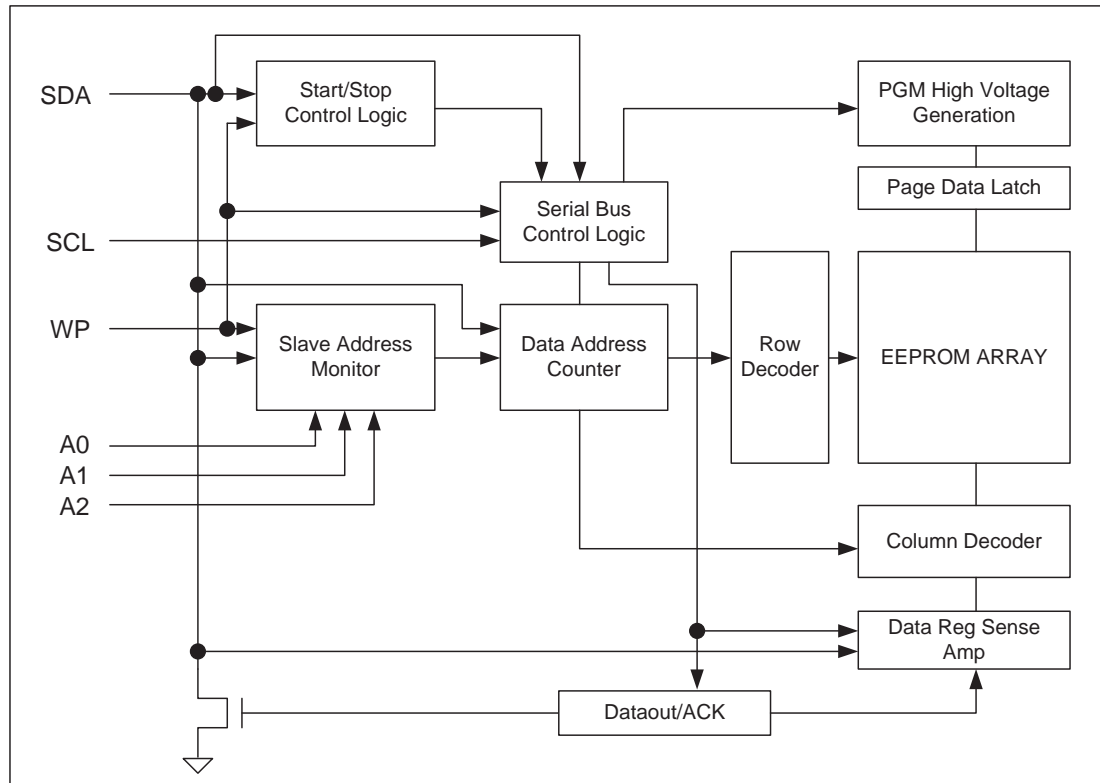 SDA
Start/Stop
Control Logic
PGM High Voltage
Generation
Page Data Latch
Serial Bus
Control Logic
SCL
WP
Slave Address
Monitor
Data Address
Counter
Row
Decoder
EEPROM ARRAY
A0
A1
A2
Column Decoder
Data Reg Sense
Amp
Dataout/ACK